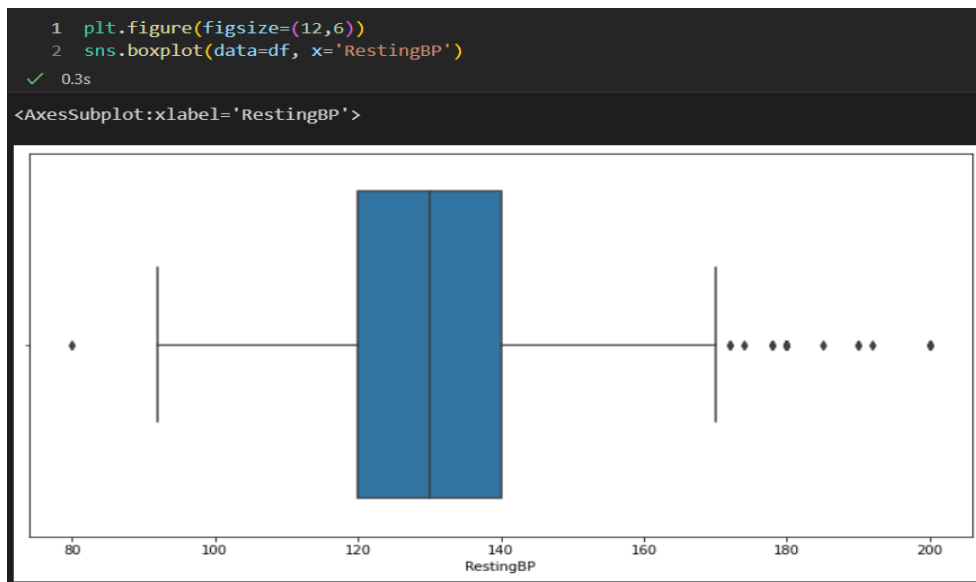 1 plt.figure(figsize=(12,6))
2 sns.boxplot(data=df, x='RestingBP')
0.3s
<AxesSubplot:xlabel='RestingBP'>
80 100 120 140 160 180 200
RestingBP